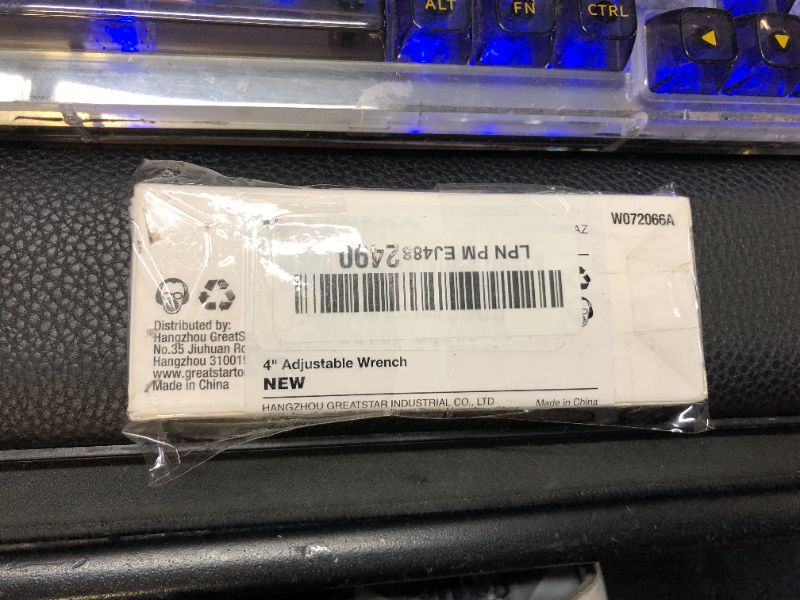 ALT
FN
CTRL
W072066A
AZ
LPN PM EJ4882490
Distributed by:
Hangzhou GreatS
No.35 Jiuhuan Ro
Hangzhou 31001
www.greatstarto
Made in China
4" Adjustable Wrench
NEW
HANGZHOU GREATSTAR INDUSTRIAL CO., LTD
Made in China